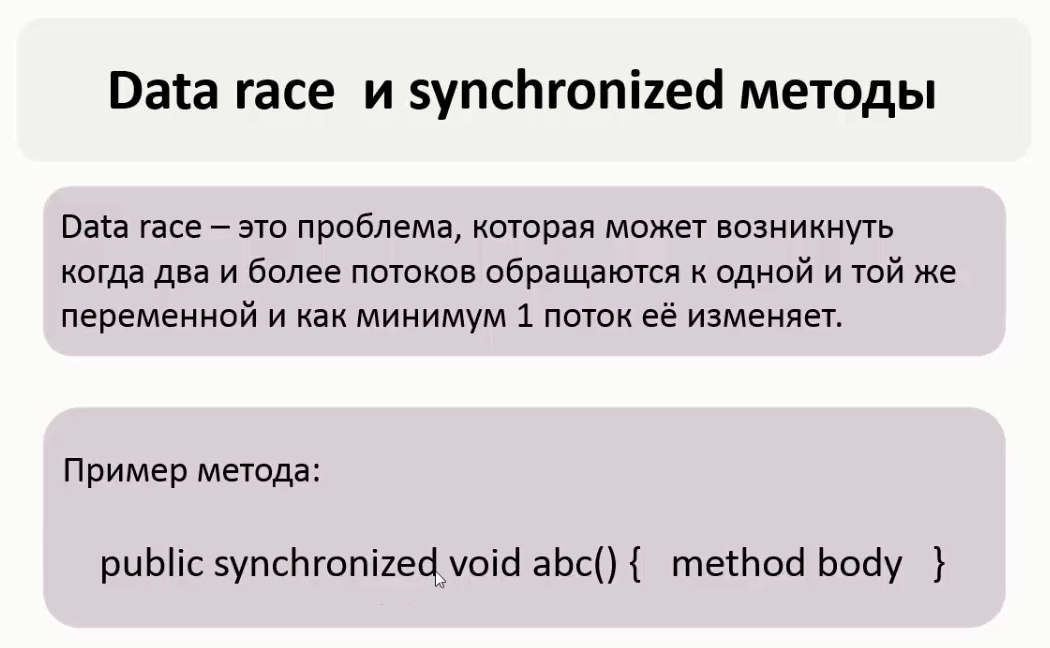 Data race  и synchronized методы
Data race – это проблема, которая может возникнуть
когда два и более потоков обращаются к одной и той же
переменной и как минимум 1 поток её изменяет.
Пример метода:
public synchronized void abc() {   method body   }